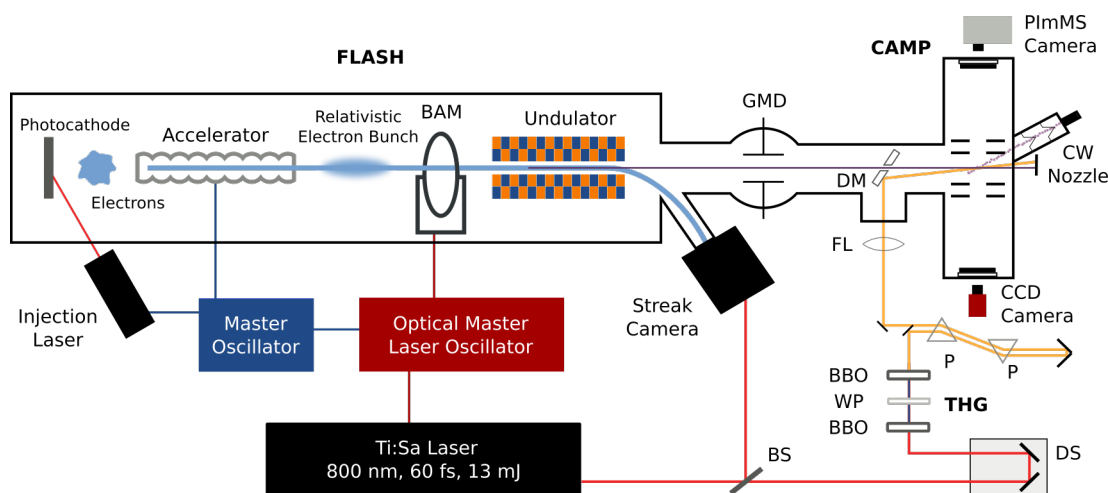 FLASH
CAMP
PImMS
Camera
Photocathode
Electrons
Accelerator
Relativistic
Electron Bunch
BAM
Undulator
GMD
DM
CW
Nozzle
FL
Injection
Laser
Master
Oscillator
Optical Master
Laser Oscillator
Streak
Camera
CCD
Camera
P
P
BBO
WP
THG
BBO
Ti:Sa Laser
800 nm, 60 fs, 13 mJ
BS
DS